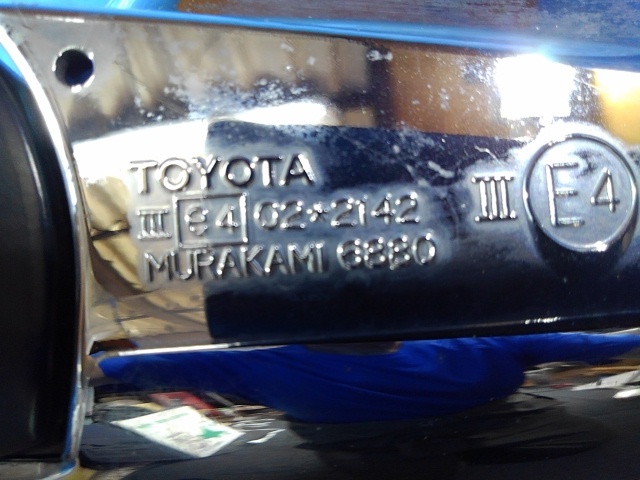 TOYOTA
III e4 02*2142
MURAKAMI 6880
III E4